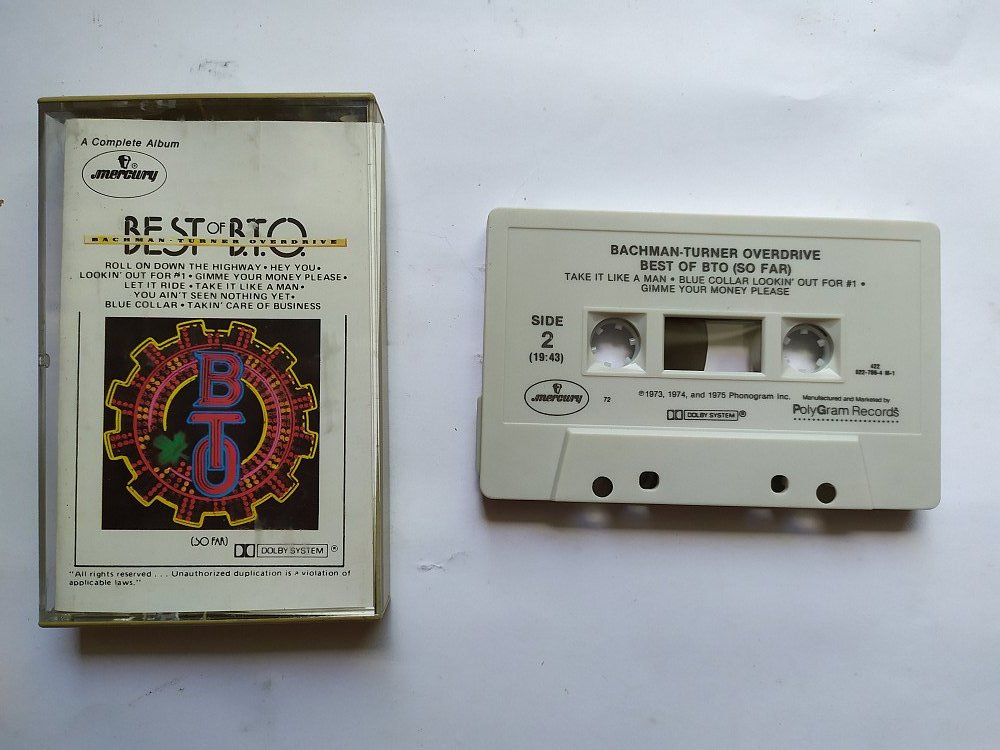 A Complete Album
mercury
BEST OF B.T.O.
BACHMAN-TURNER OVERDRIVE
ROLL ON DOWN THE HIGHWAY • HEY YOU •
LOOKIN' OUT FOR #1 • GIMME YOUR MONEY PLEASE •
LET IT RIDE • TAKE IT LIKE A MAN •
YOU AIN'T SEEN NOTHING YET •
BLUE COLLAR • TAKIN' CARE OF BUSINESS
BTO
(SO FAR)
DOLBY SYSTEM ®
"All rights reserved . . . Unauthorized duplication is a violation of
applicable laws."
BACHMAN-TURNER OVERDRIVE
BEST OF BTO (SO FAR)
TAKE IT LIKE A MAN • BLUE COLLAR LOOKIN' OUT FOR #1 •
GIMME YOUR MONEY PLEASE
SIDE
2
(19:43)
422
822-786-4 M-1
mercury
72
℗1973, 1974, and 1975 Phonogram Inc.
DOLBY SYSTEM ®
Manufactured and Marketed by
PolyGram Records